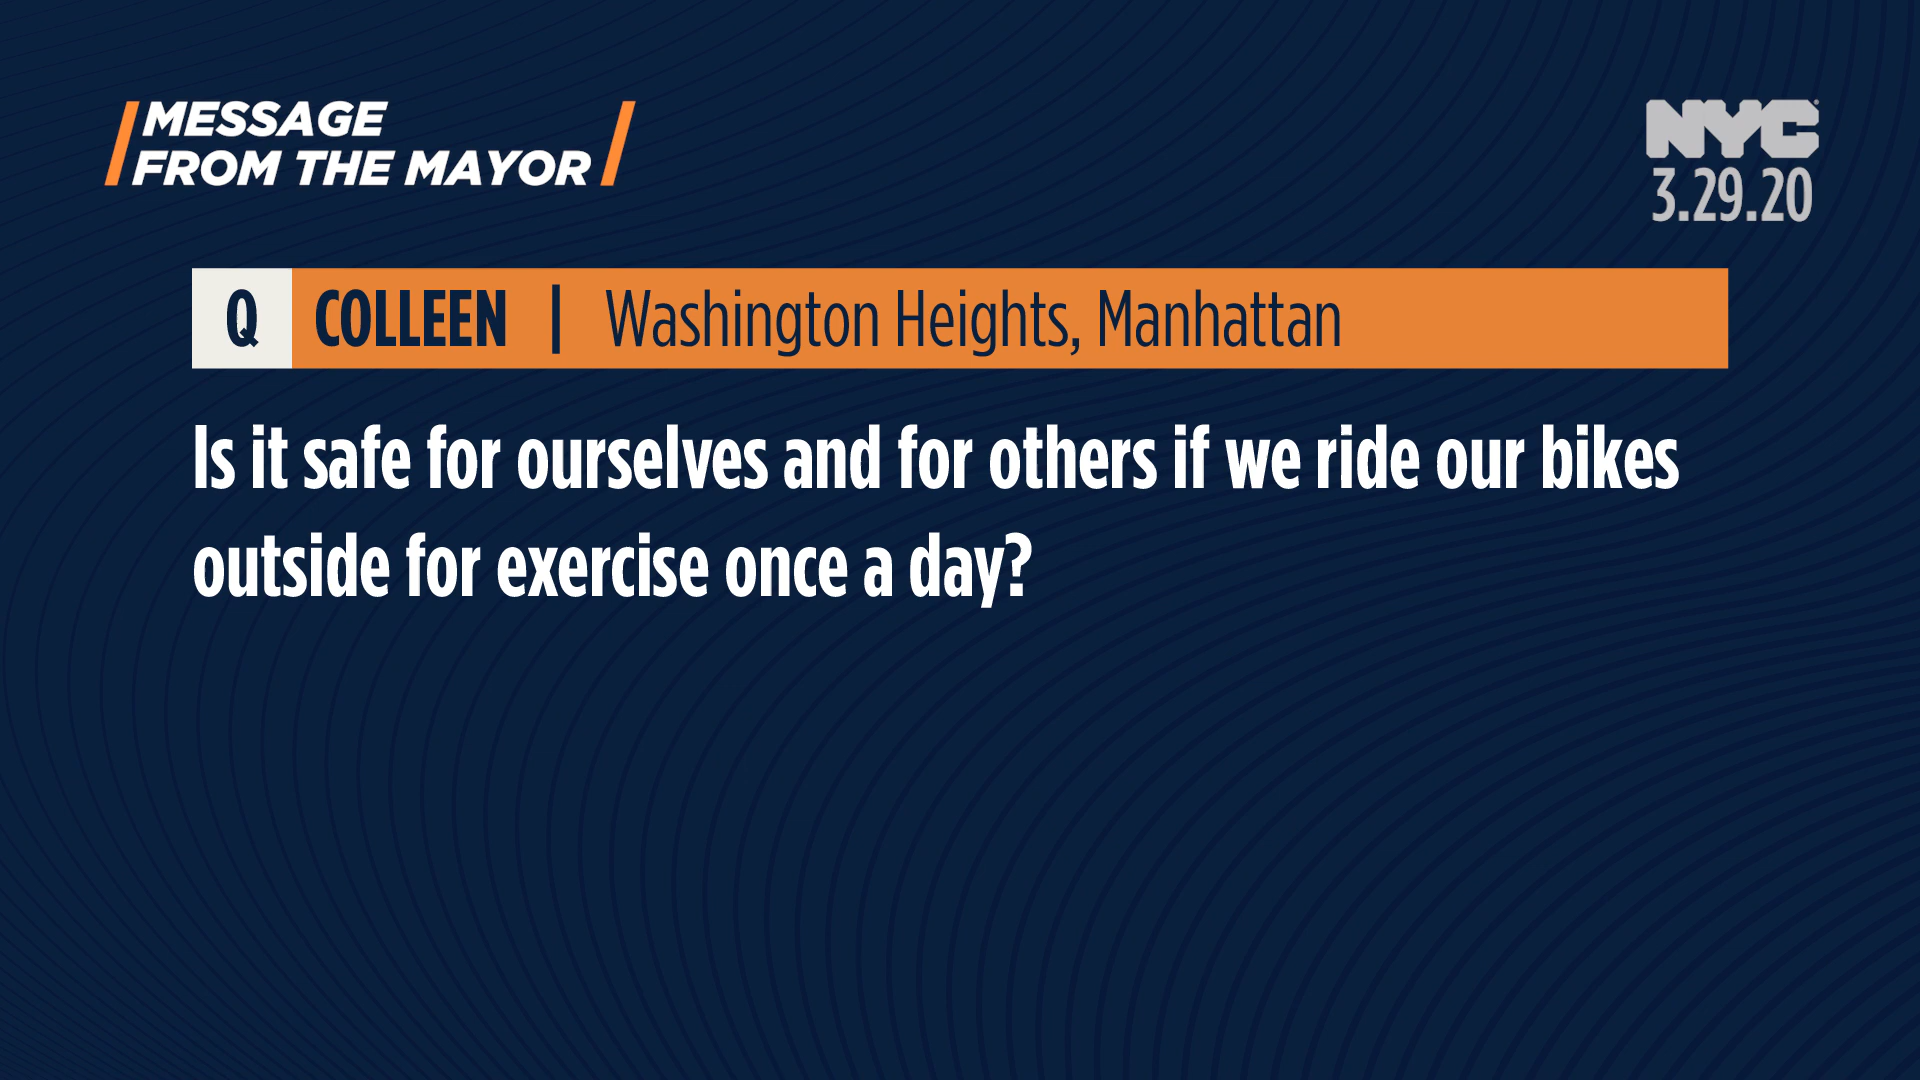 MESSAGE
FROM THE MAYOR
NYC
3.29.20
Q COLLEEN | Washington Heights, Manhattan
Is it safe for ourselves and for others if we ride our bikes
outside for exercise once a day?